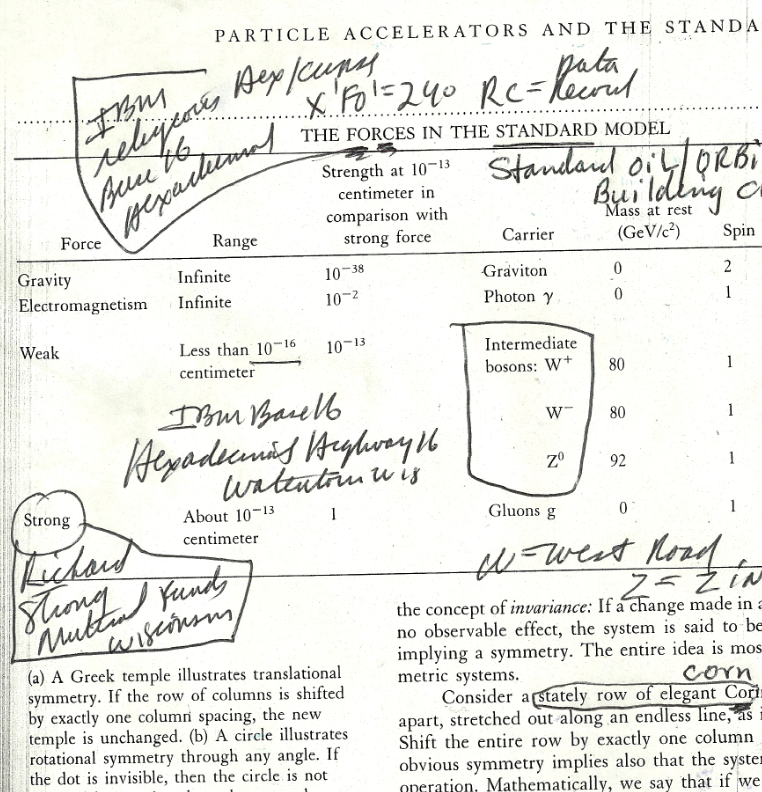 PARTICLE ACCELERATORS AND THE STANDA
IBM
religious Hex/
Base 16
Hexadecimal
X'F0'=240 RC = Data
Record
THE FORCES IN THE STANDARD MODEL
Standard Oil/ORBi
Building C
Force Range Strength at 10⁻¹³ centimeter in comparison with strong force Carrier Mass at rest (GeV/c²) Spin
Gravity Infinite 10⁻³⁸ Graviton 0 2
Electromagnetism Infinite 10⁻² Photon γ 0 1
Weak Less than 10⁻¹⁶ centimeter 10⁻¹³ Intermediate bosons: W⁺ 80 1
W⁻ 80 1
Z⁰ 92 1
IBM Base 16
Hexadecimal Highway 16
Watertown Wis
Strong About 10⁻¹³ centimeter 1 Gluons g 0 1
Richard
Strong
Mutual Funds
Wisconsin
W = West Road
Z = Z in
(a) A Greek temple illustrates translational
symmetry. If the row of columns is shifted
by exactly one column spacing, the new
temple is unchanged. (b) A circle illustrates
rotational symmetry through any angle. If
the dot is invisible, then the circle is not
the concept of invariance: If a change made in a
no observable effect, the system is said to be
implying a symmetry. The entire idea is mos
metric systems.
corn
Consider a stately row of elegant Cori
apart, stretched out along an endless line, as i
Shift the entire row by exactly one column
obvious symmetry implies also that the syste
operation. Mathematically, we say that if we